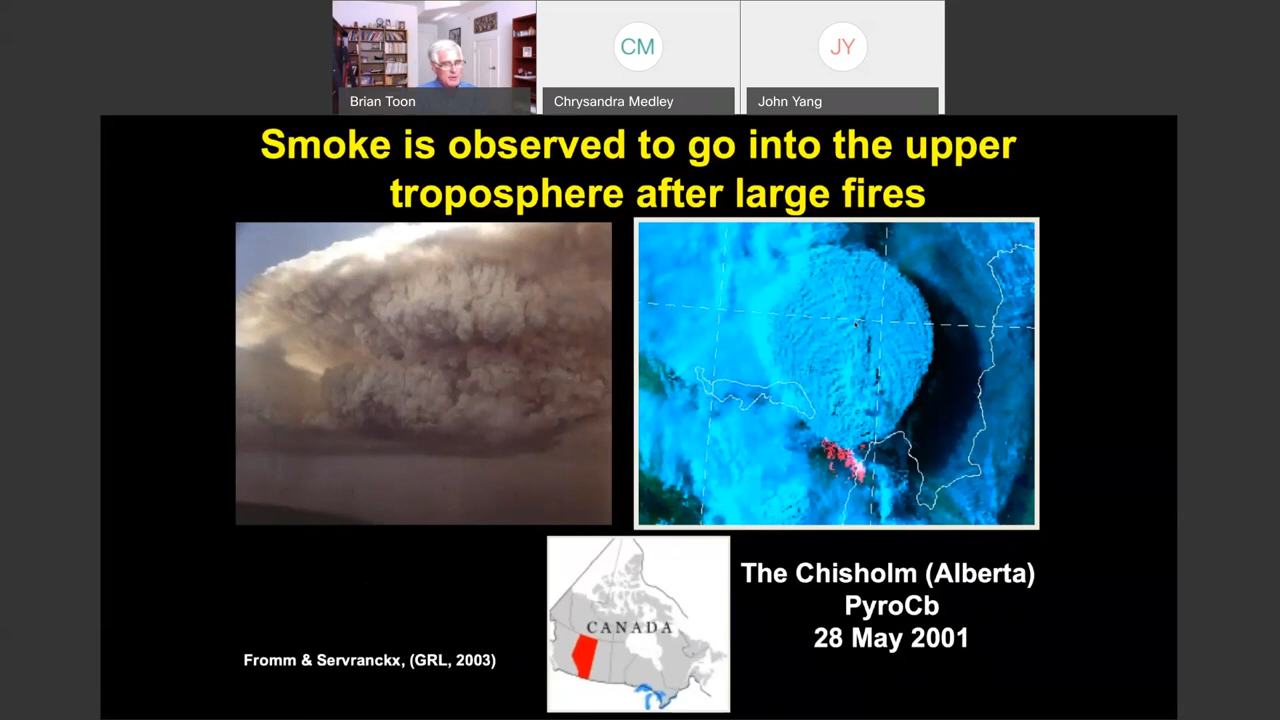 CM
JY
Brian Toon
Chrysandra Medley
John Yang
Smoke is observed to go into the upper
troposphere after large fires
CANADA
The Chisholm (Alberta)
PyroCb
28 May 2001
Fromm & Servranckx, (GRL, 2003)